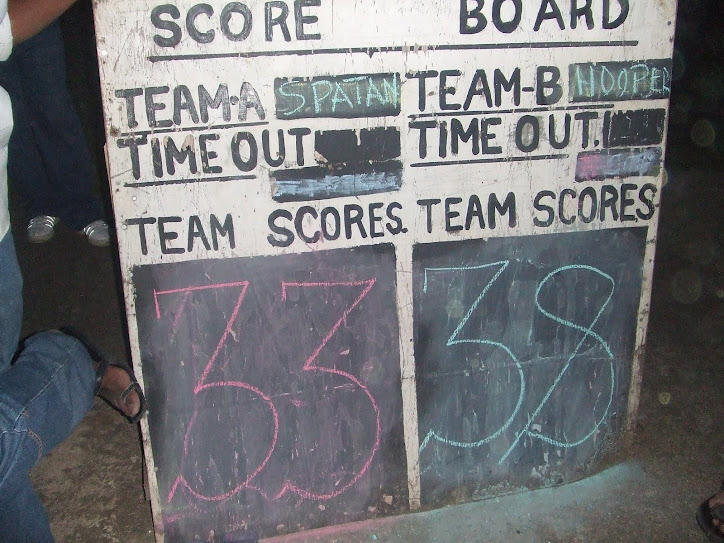 SCORE BOARD
TEAM-A SPATAN TEAM-B HOOPER
TIME OUT TIME OUT.
TEAM SCORES. TEAM SCORES
33 38